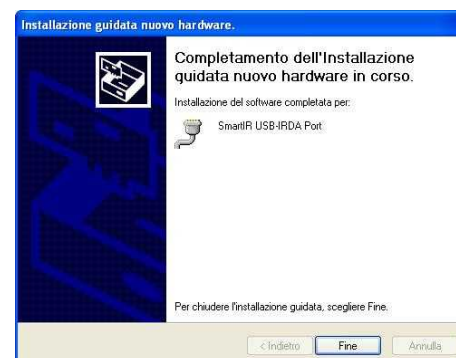 Installazione guidata nuovo hardware.
Completamento dell'Installazione
guidata nuovo hardware in corso.
Installazione del software completata per:
SmartIR USB-IRDA Port
Per chiudere l'installazione guidata, scegliere Fine.
< Indietro Fine Annulla